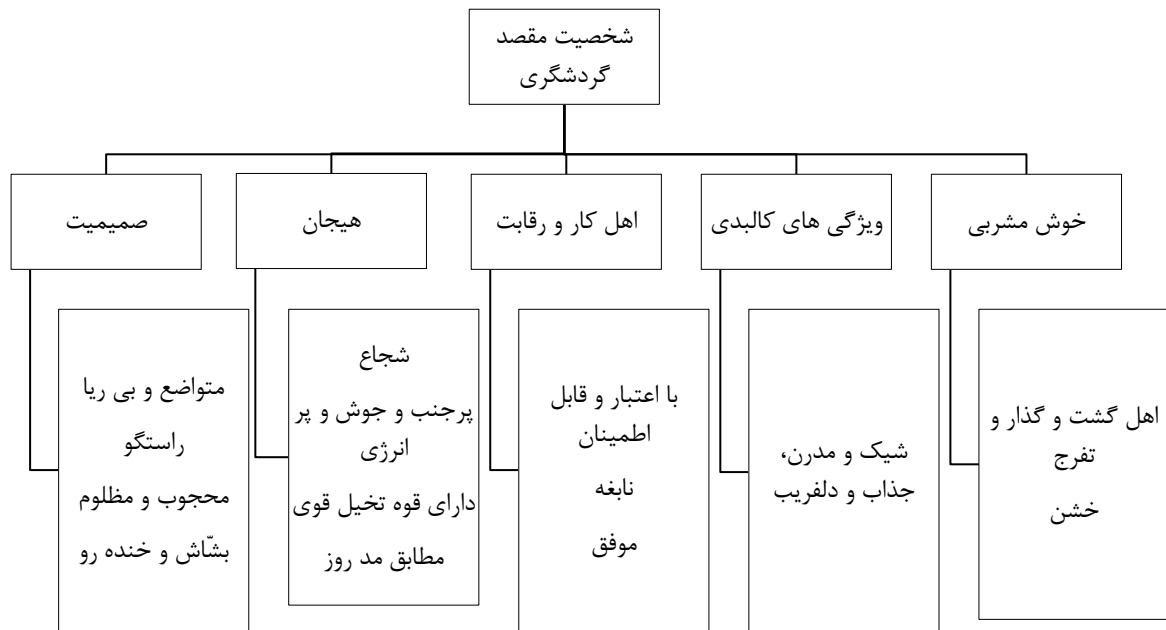 شخصیت مقصد
گردشگری
خوش مشربی
ویژگی های کالبدی
اهل کار و رقابت
هیجان
صمیمیت
اهل گشت و گذار و
تفرج
خشن
شیک و مدرن،
جذاب و دلفریب
با اعتبار و قابل
اطمینان
نابغه
موفق
شجاع
پرجنب و جوش و پر
انرژی
دارای قوه تخیل قوی
مطابق مد روز
متواضع و بی ریا
راستگو
محجوب و مظلوم
بشّاش و خنده رو